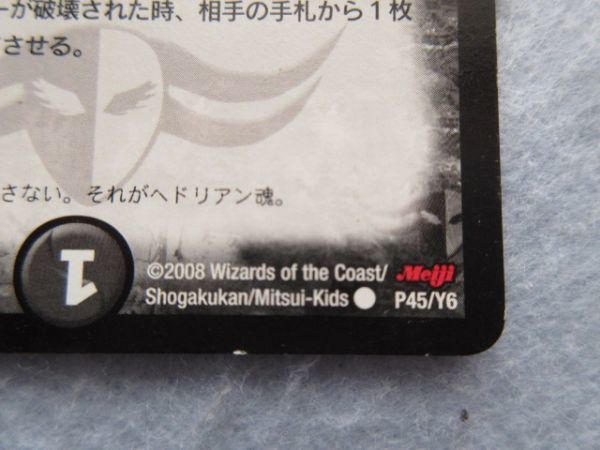 ーが破壊された時、相手の手札から1枚
させる。
さない。それがヘドリアン魂。
1
©2008 Wizards of the Coast/ Meiji
Shogakukan/Mitsui-Kids P45/Y6